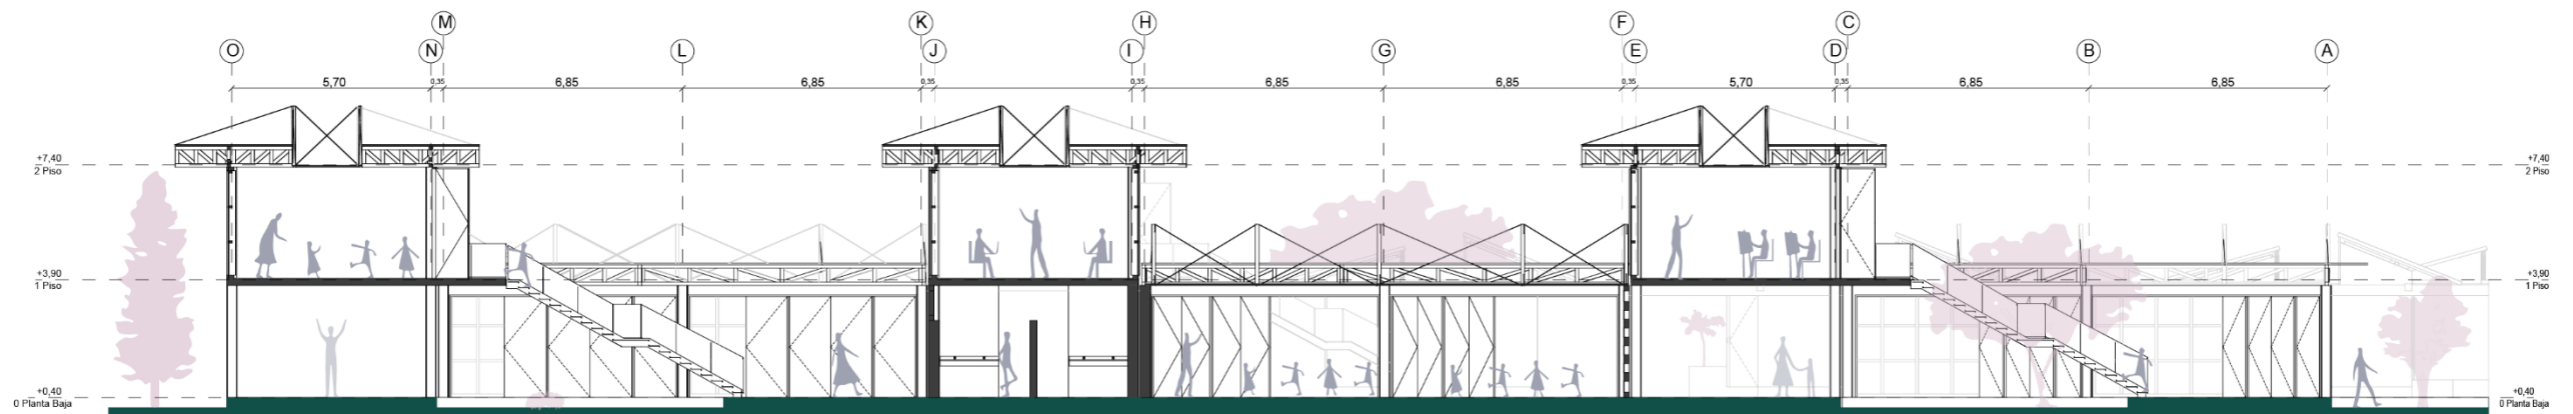 M
K
H
F
C
O
N
L
J
I
G
E
D
B
A
5,70
0,35
6,85
6,85
0,35
0,35
6,85
6,85
0,35
5,70
0,35
6,85
6,85
+7,40
2 Piso
+7,40
2 Piso
+3,90
1 Piso
+3,90
1 Piso
+0,40
0 Planta Baja
+0,40
0 Planta Baja